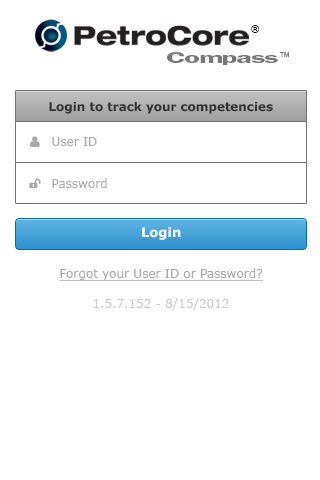 PetroCore®
Compass™
Login to track your competencies
User ID
Password
Login
Forgot your User ID or Password?
1.5.7.152 - 8/15/2012